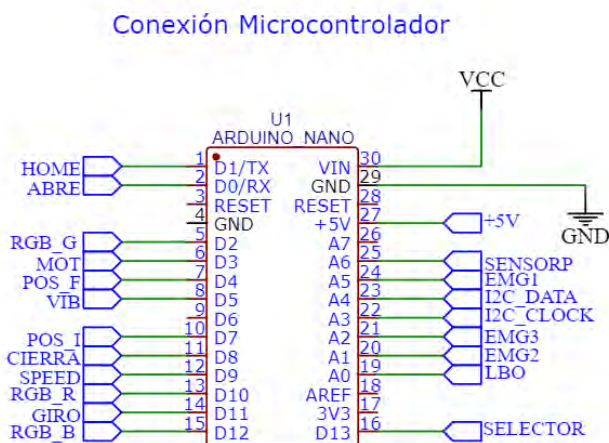 Conexión Microcontrolador
VCC
U1
ARDUINO NANO
HOME 1 D1/TX VIN 30
ABRE 2 D0/RX GND 29
3 RESET RESET 28
4 GND +5V 27 +5V
GND
RGB_G 5 D2 A7 26
MOT 6 D3 A6 25 SENSORP
POS_F 7 D4 A5 24 EMG1
VIB 8 D5 A4 23 I2C_DATA
9 D6 A3 22 I2C_CLOCK
POS_I 10 D7 A2 21 EMG3
CIERRA 11 D8 A1 20 EMG2
SPEED 12 D9 A0 19 LBO
RGB_R 13 D10 AREF 18
GIRO 14 D11 3V3 17
RGB_B 15 D12 D13 16 SELECTOR